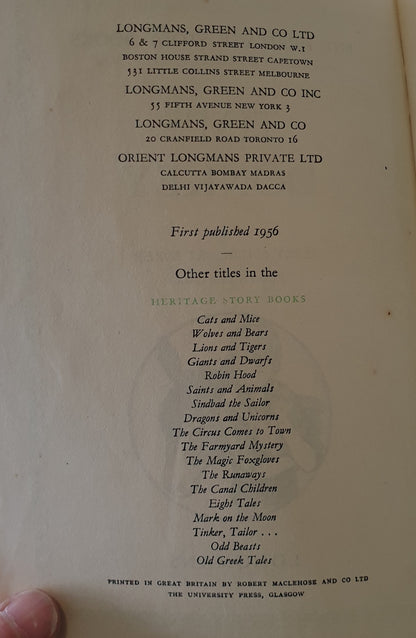 LONGMANS, GREEN AND CO LTD
6 & 7 CLIFFORD STREET LONDON W.1
BOSTON HOUSE STRAND STREET CAPETOWN
531 LITTLE COLLINS STREET MELBOURNE
LONGMANS, GREEN AND CO INC
55 FIFTH AVENUE NEW YORK 3
LONGMANS, GREEN AND CO
20 CRANFIELD ROAD TORONTO 16
ORIENT LONGMANS PRIVATE LTD
CALCUTTA BOMBAY MADRAS
DELHI VIJAYAWADA DACCA
First published 1956
Other titles in the
HERITAGE STORY BOOKS
Cats and Mice
Wolves and Bears
Lions and Tigers
Giants and Dwarfs
Robin Hood
Saints and Animals
Sindbad the Sailor
Dragons and Unicorns
The Circus Comes to Town
The Farmyard Mystery
The Magic Foxgloves
The Runaways
The Canal Children
Eight Tales
Mark on the Moon
Tinker, Tailor . . .
Odd Beasts
Old Greek Tales
PRINTED IN GREAT BRITAIN BY ROBERT MACLEHOSE AND CO LTD
THE UNIVERSITY PRESS, GLASGOW